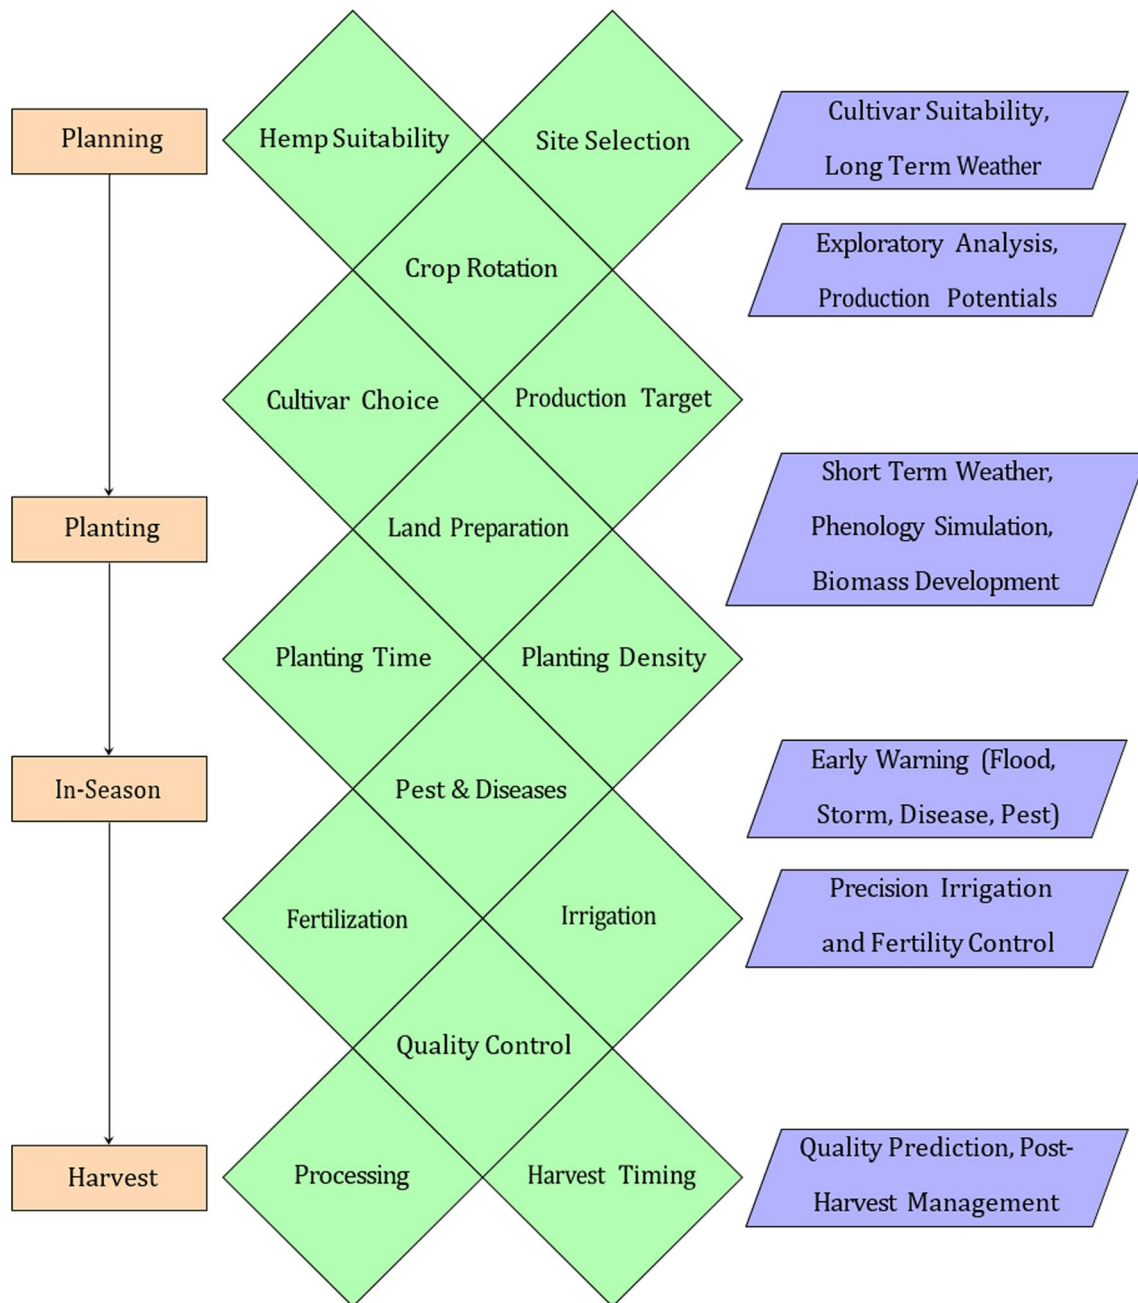 Planning
Hemp Suitability
Site Selection
Cultivar Suitability,
Long Term Weather
Crop Rotation
Exploratory Analysis,
Production Potentials
Cultivar Choice
Production Target
Planting
Land Preparation
Short Term Weather,
Phenology Simulation,
Biomass Development
Planting Time
Planting Density
In-Season
Pest & Diseases
Early Warning (Flood,
Storm, Disease, Pest)
Fertilization
Irrigation
Precision Irrigation
and Fertility Control
Quality Control
Harvest
Processing
Harvest Timing
Quality Prediction, Post-
Harvest Management